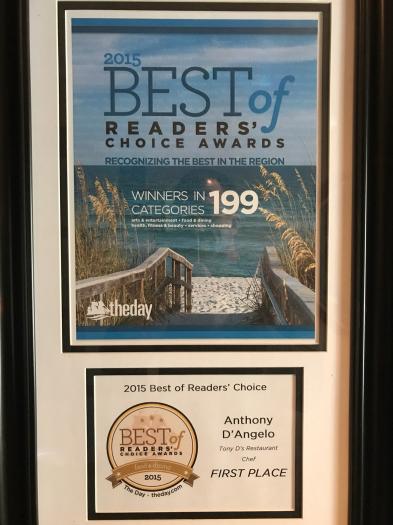 2015
BEST of
READERS'
CHOICE AWARDS
RECOGNIZING THE BEST IN THE REGION
WINNERS IN 199
CATEGORIES
arts & entertainment • food & dining
health, fitness & beauty • services • shopping
theday
2015 Best of Readers' Choice
BEST of
READERS'
CHOICE AWARDS
food & dining
2015
The Day - theday.com
Anthony
D'Angelo
Tony D's Restaurant
Chef
FIRST PLACE